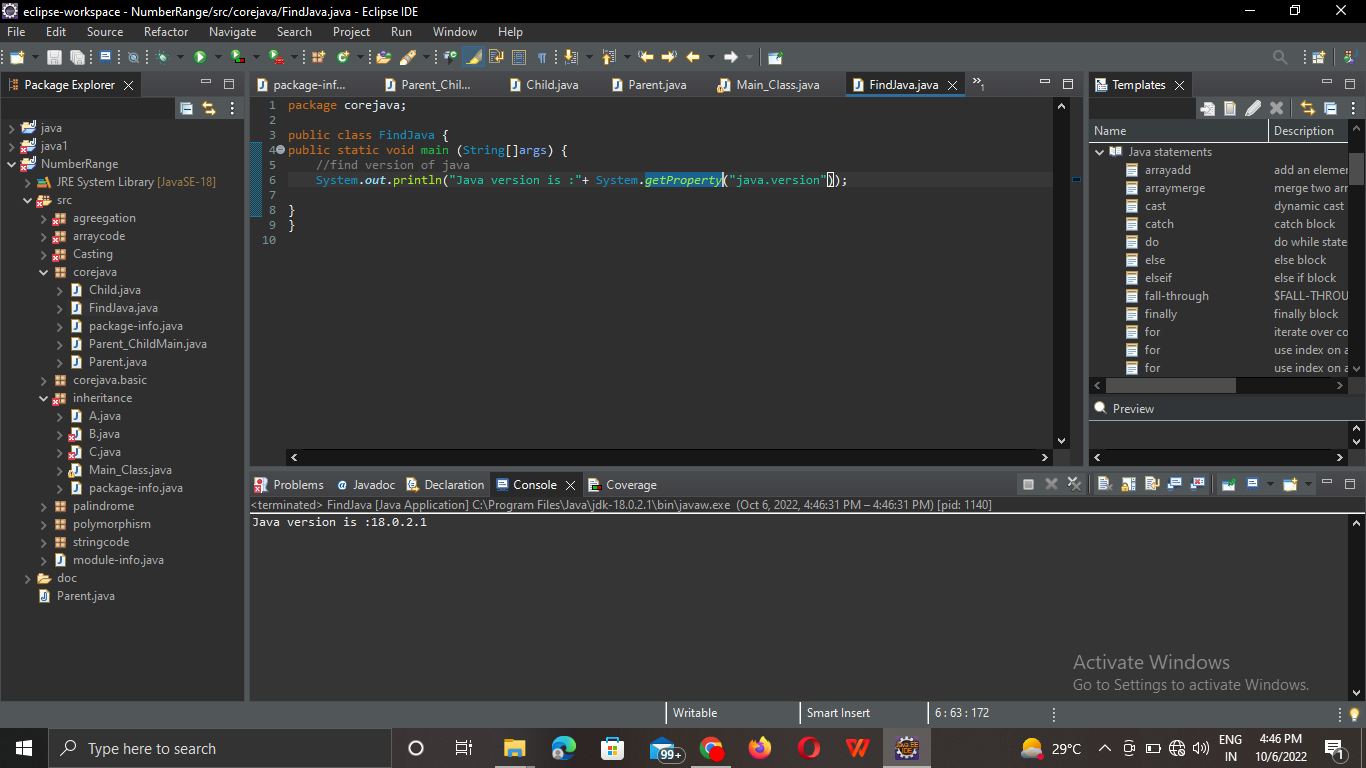 eclipse-workspace - NumberRange/src/corejava/FindJava.java - Eclipse IDE
File Edit Source Refactor Navigate Search Project Run Window Help
Package Explorer
java
java1
NumberRange
JRE System Library [JavaSE-18]
src
agreegation
arraycode
Casting
corejava
Child.java
FindJava.java
package-info.java
Parent_ChildMain.java
Parent.java
corejava.basic
inheritance
A.java
B.java
C.java
Main_Class.java
package-info.java
palindrome
polymorphism
stringcode
module-info.java
doc
Parent.java
package-inf... Parent_Chil... Child.java Parent.java Main_Class.java FindJava.java »1
1 package corejava;
2
3 public class FindJava {
4 public static void main (String[]args) {
5 //find version of java
6 System.out.println("Java version is :"+ System.getProperty("java.version"));
7
8 }
9 }
10
Templates
Name Description
Java statements
arrayadd add an elemer
arraymerge merge two arr
cast dynamic cast
catch catch block
do do while state
else else block
elseif else if block
fall-through $FALL-THROU
finally finally block
for iterate over co
for use index on a
for use index on a
Preview
Problems @ Javadoc Declaration Console Coverage
<terminated> FindJava [Java Application] C:\Program Files\Java\jdk-18.0.2.1\bin\javaw.exe (Oct 6, 2022, 4:46:31 PM – 4:46:31 PM) [pid: 1140]
Java version is :18.0.2.1
Activate Windows
Go to Settings to activate Windows.
Writable Smart Insert 6 : 63 : 172
Type here to search
99+
JAVA EE
IDE
29°C
ENG
IN
4:46 PM
10/6/2022
1